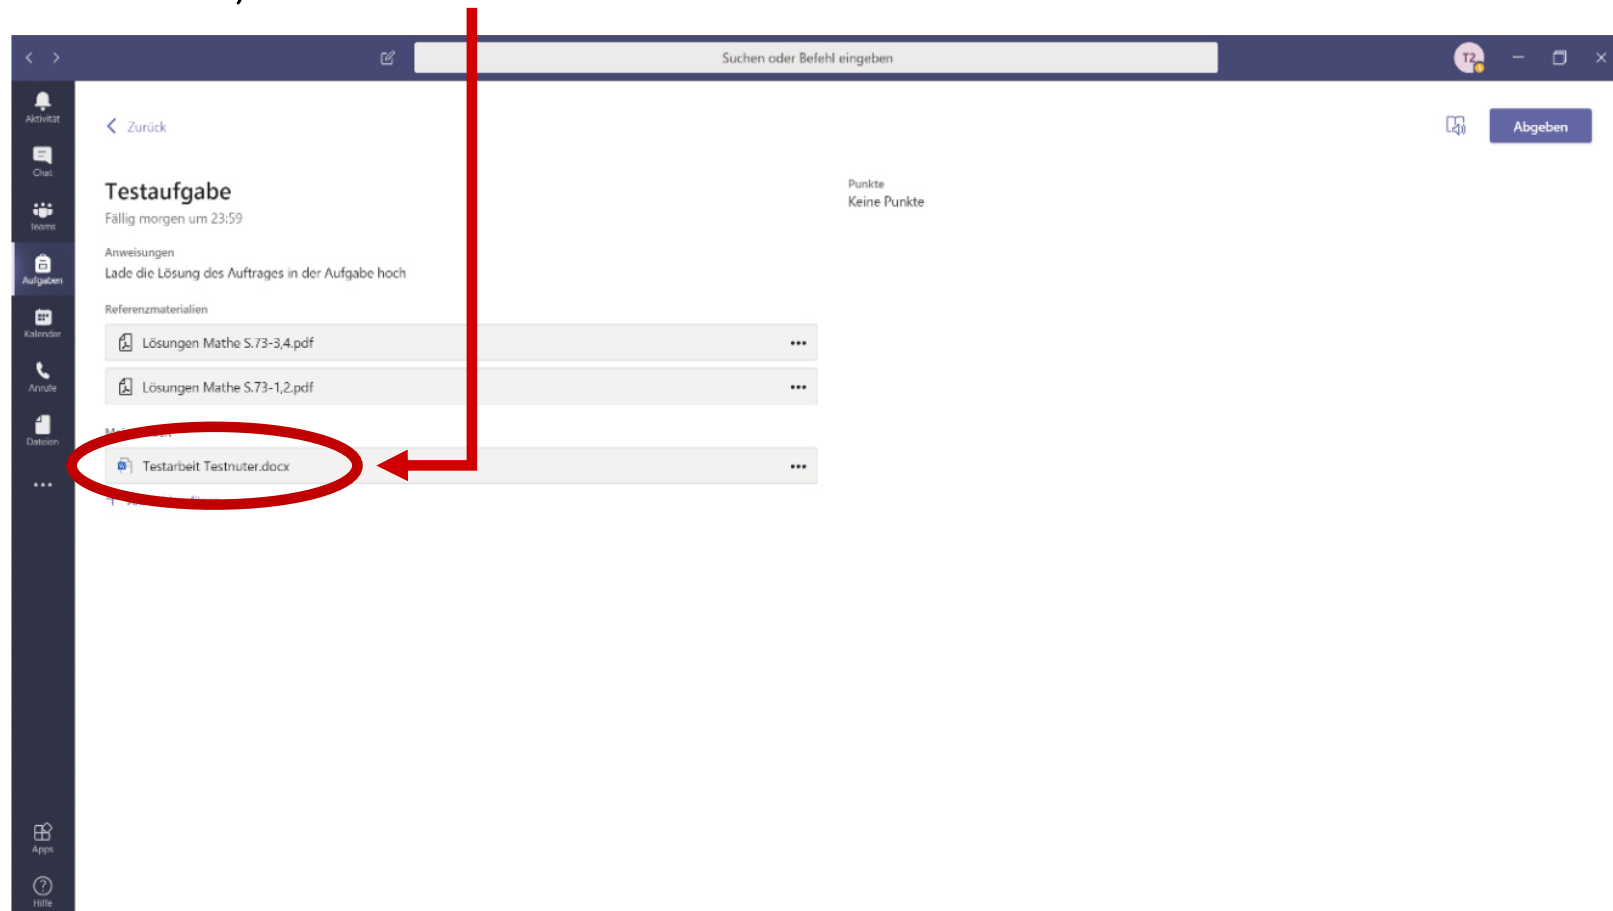 Suchen oder Befehl eingeben
T2
Aktivität
Zurück
Abgeben
Chat
Testaufgabe
Punkte
Keine Punkte
Teams
Fällig morgen um 23:59
Anweisungen
Lade die Lösung des Auftrages in der Aufgabe hoch
Aufgaben
Referenzmaterialien
Kalender
Lösungen Mathe S.73-3,4.pdf
Anrufe
Lösungen Mathe S.73-1,2.pdf
Dateien
Testarbeit Testnuter.docx
Apps
Hilfe